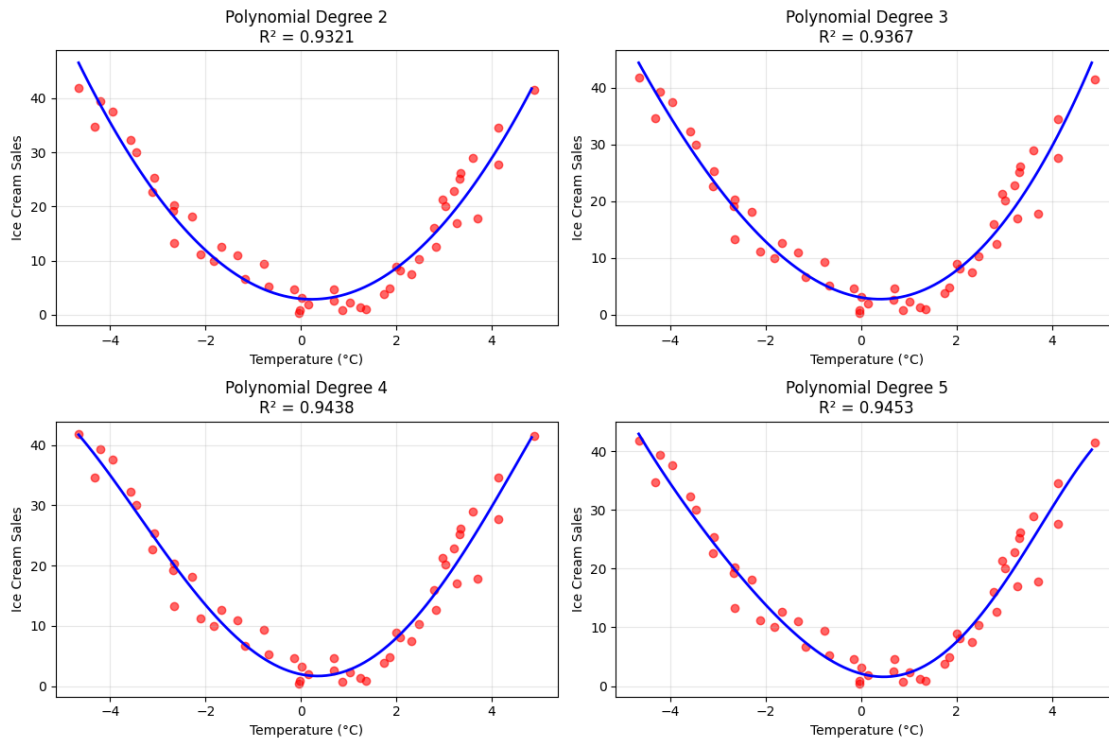 Polynomial Degree 2
R² = 0.9321
Ice Cream Sales
40
30
20
10
0
−4
−2
0
2
4
Temperature (°C)
Polynomial Degree 3
R² = 0.9367
Ice Cream Sales
40
30
20
10
0
−4
−2
0
2
4
Temperature (°C)
Polynomial Degree 4
R² = 0.9438
Ice Cream Sales
40
30
20
10
0
−4
−2
0
2
4
Temperature (°C)
Polynomial Degree 5
R² = 0.9453
Ice Cream Sales
40
30
20
10
0
−4
−2
0
2
4
Temperature (°C)